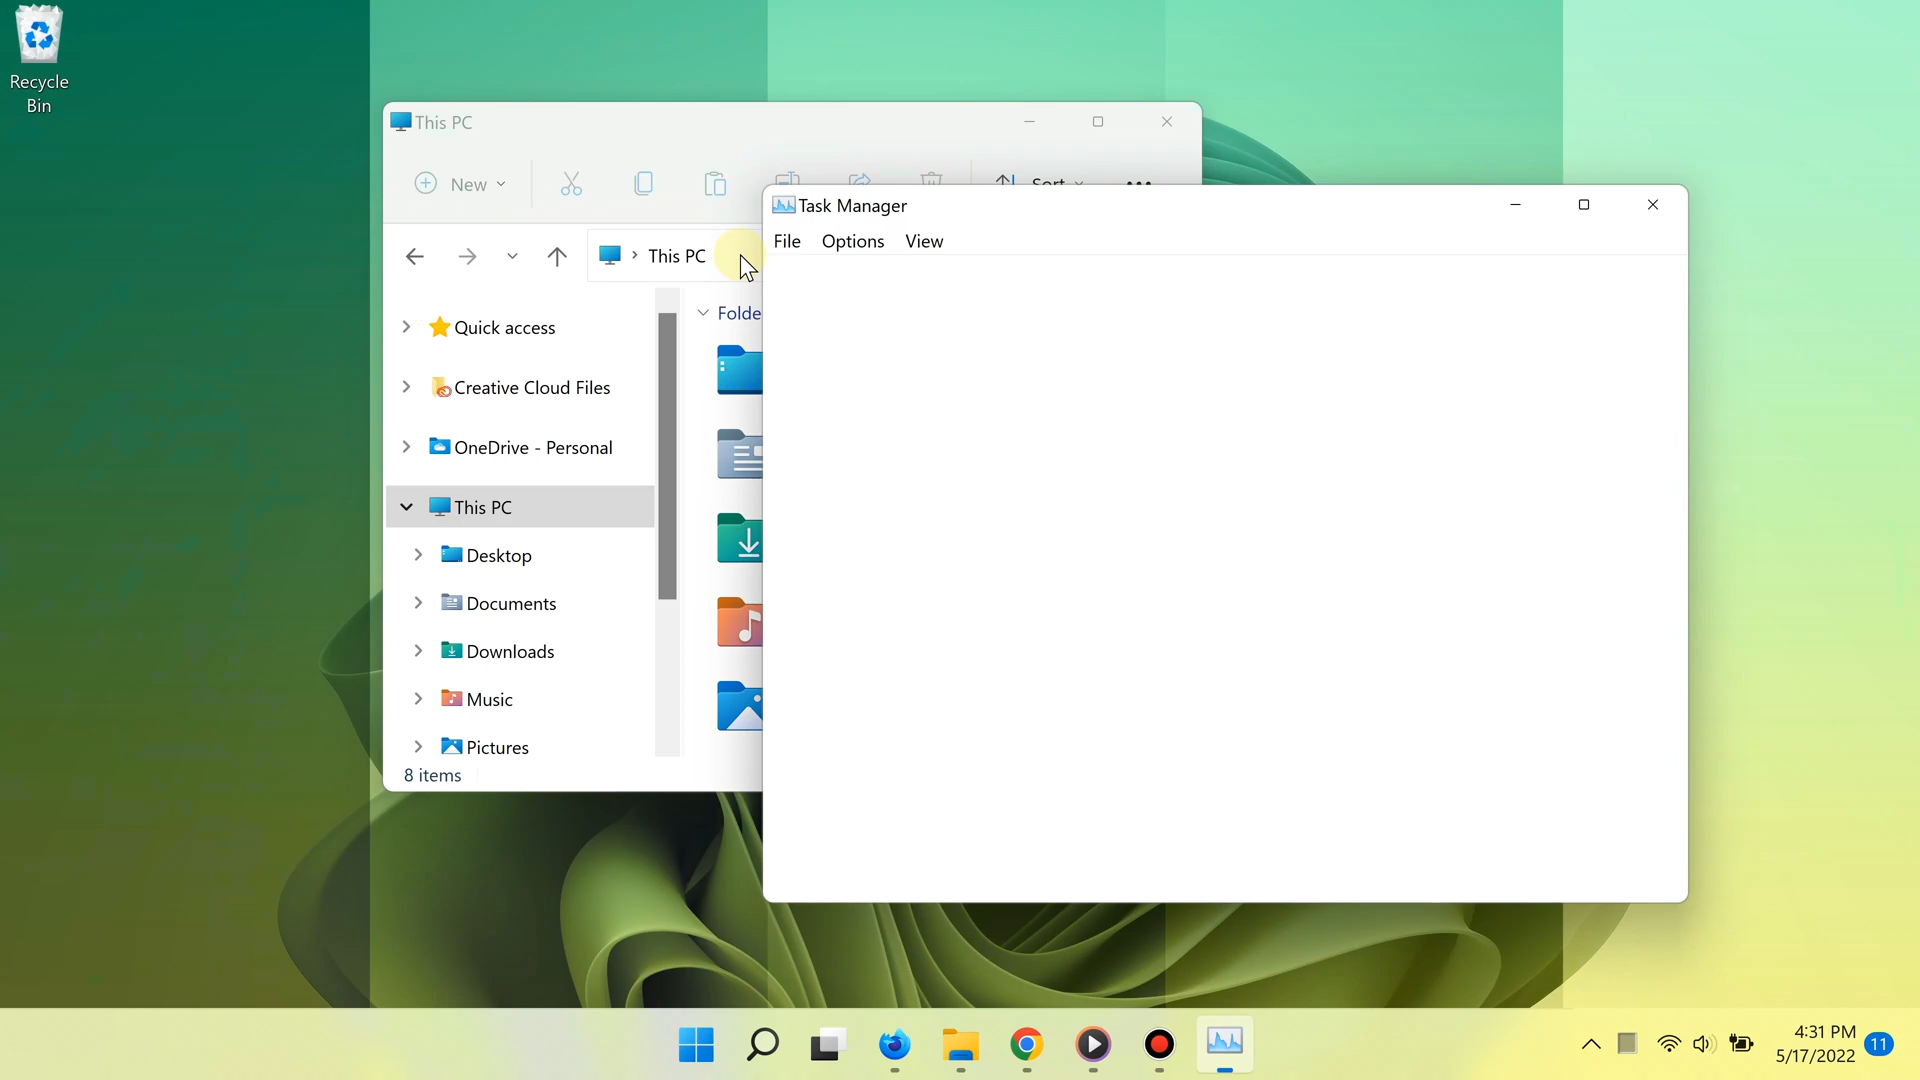 Recycle
Bin
This PC
New
Sort
This PC
Quick access
Creative Cloud Files
OneDrive - Personal
This PC
Desktop
Documents
Downloads
Music
Pictures
8 items
Folde
Task Manager
File Options View
4:31 PM
5/17/2022
11